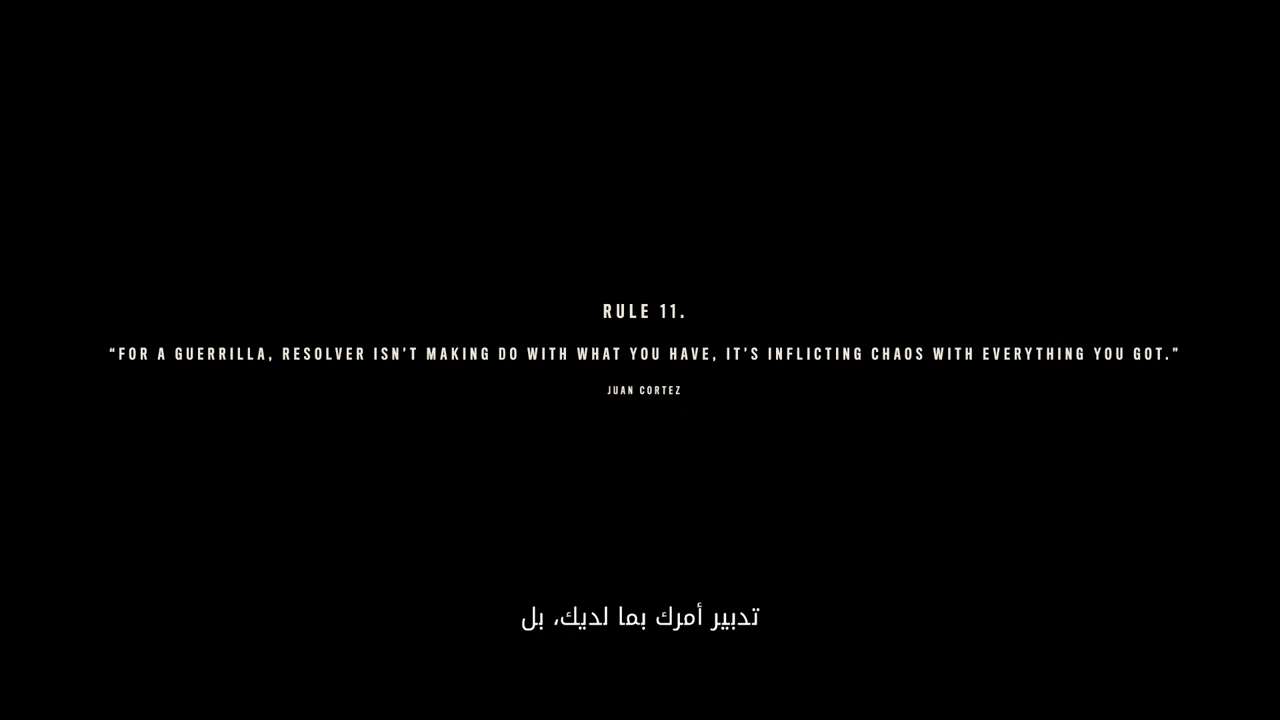 RULE 11.
“FOR A GUERRILLA, RESOLVER ISN’T MAKING DO WITH WHAT YOU HAVE, IT’S INFLICTING CHAOS WITH EVERYTHING YOU GOT.”
JUAN CORTEZ
تدبير أمرك بما لديك، بل